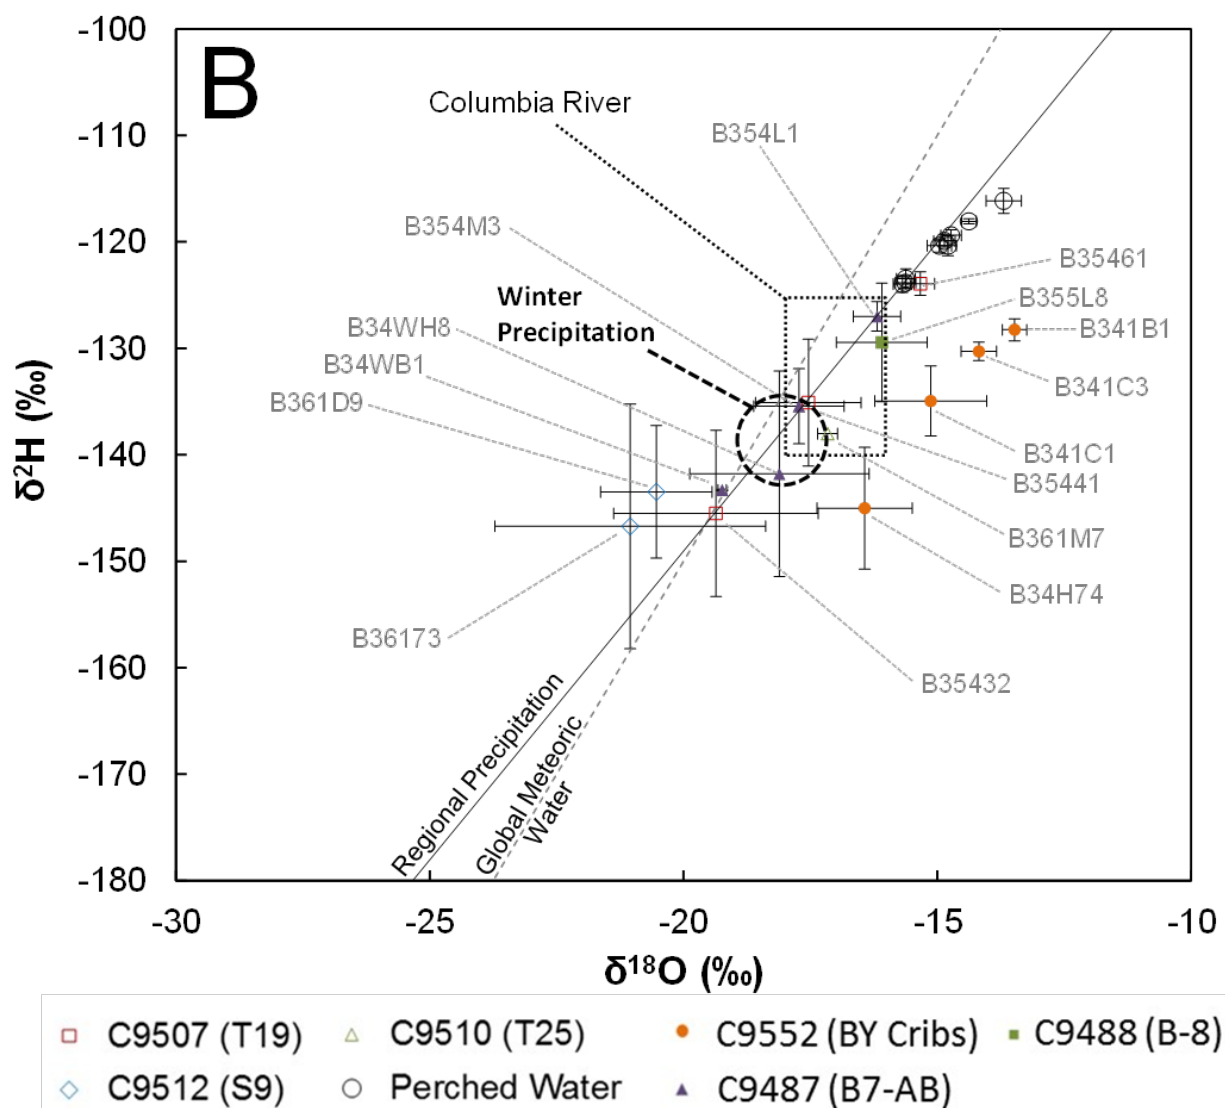 B
-100
-110
-120
-130
-140
-150
-160
-170
-180
δ²H (‰)
Columbia River
B354L1
B354M3
B35461
Winter
Precipitation
B355L8
B34WH8
B341B1
B34WB1
B341C3
B361D9
B341C1
B35441
B361M7
B34H74
B36173
B35432
Regional Precipitation
Global Meteoric
Water
-30
-25
-20
-15
-10
δ¹⁸O (‰)
C9507 (T19)
C9510 (T25)
C9552 (BY Cribs)
C9488 (B-8)
C9512 (S9)
Perched Water
C9487 (B7-AB)